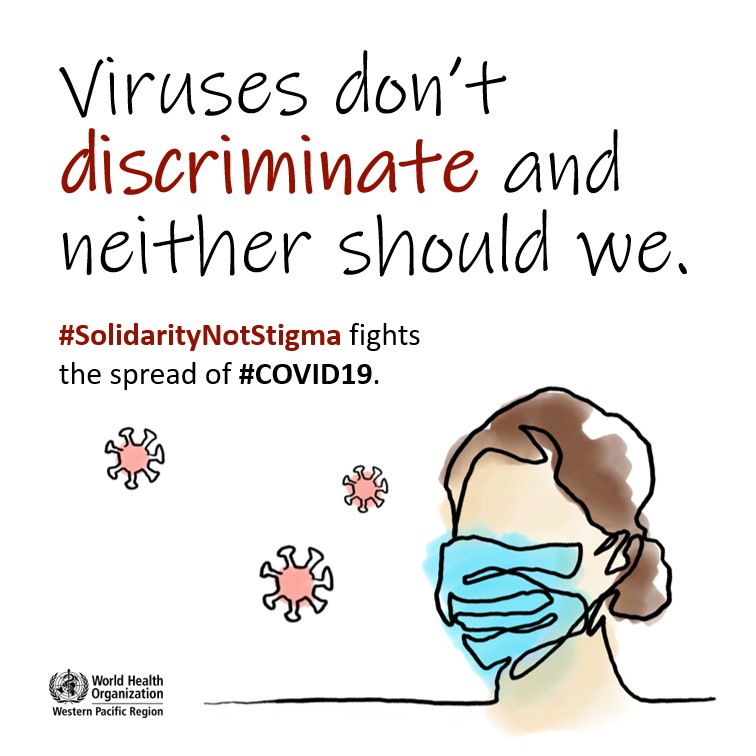 Viruses don't
discriminate and
neither should we.
#SolidarityNotStigma fights
the spread of #COVID19.
World Health
Organization
Western Pacific Region